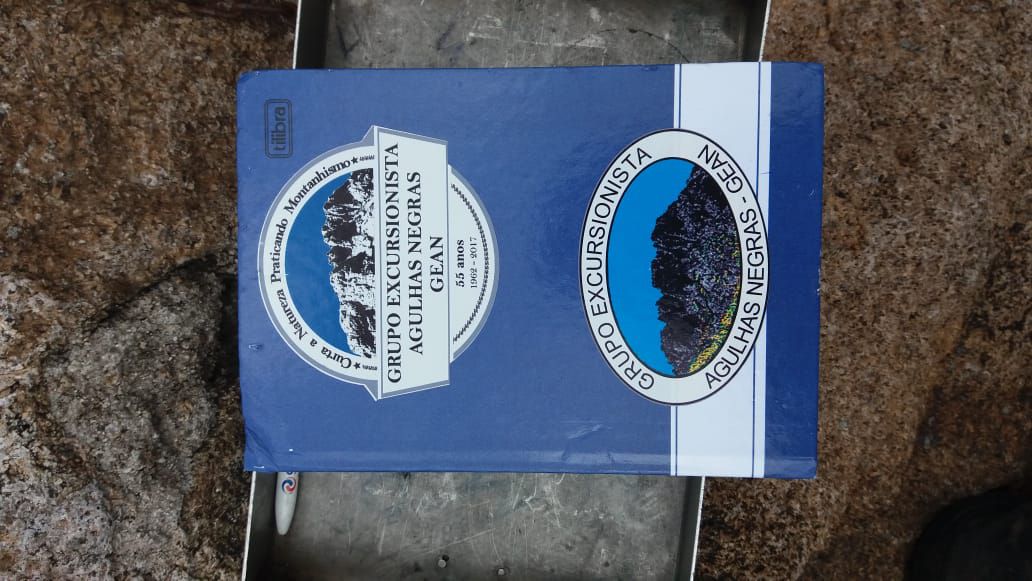 tilibra
★ Curta a Natureza Praticando Montanhismo ★
GRUPO EXCURSIONISTA
AGULHAS NEGRAS
GEAN
55 anos
1962 - 2017
GRUPO EXCURSIONISTA
AGULHAS NEGRAS - GEAN